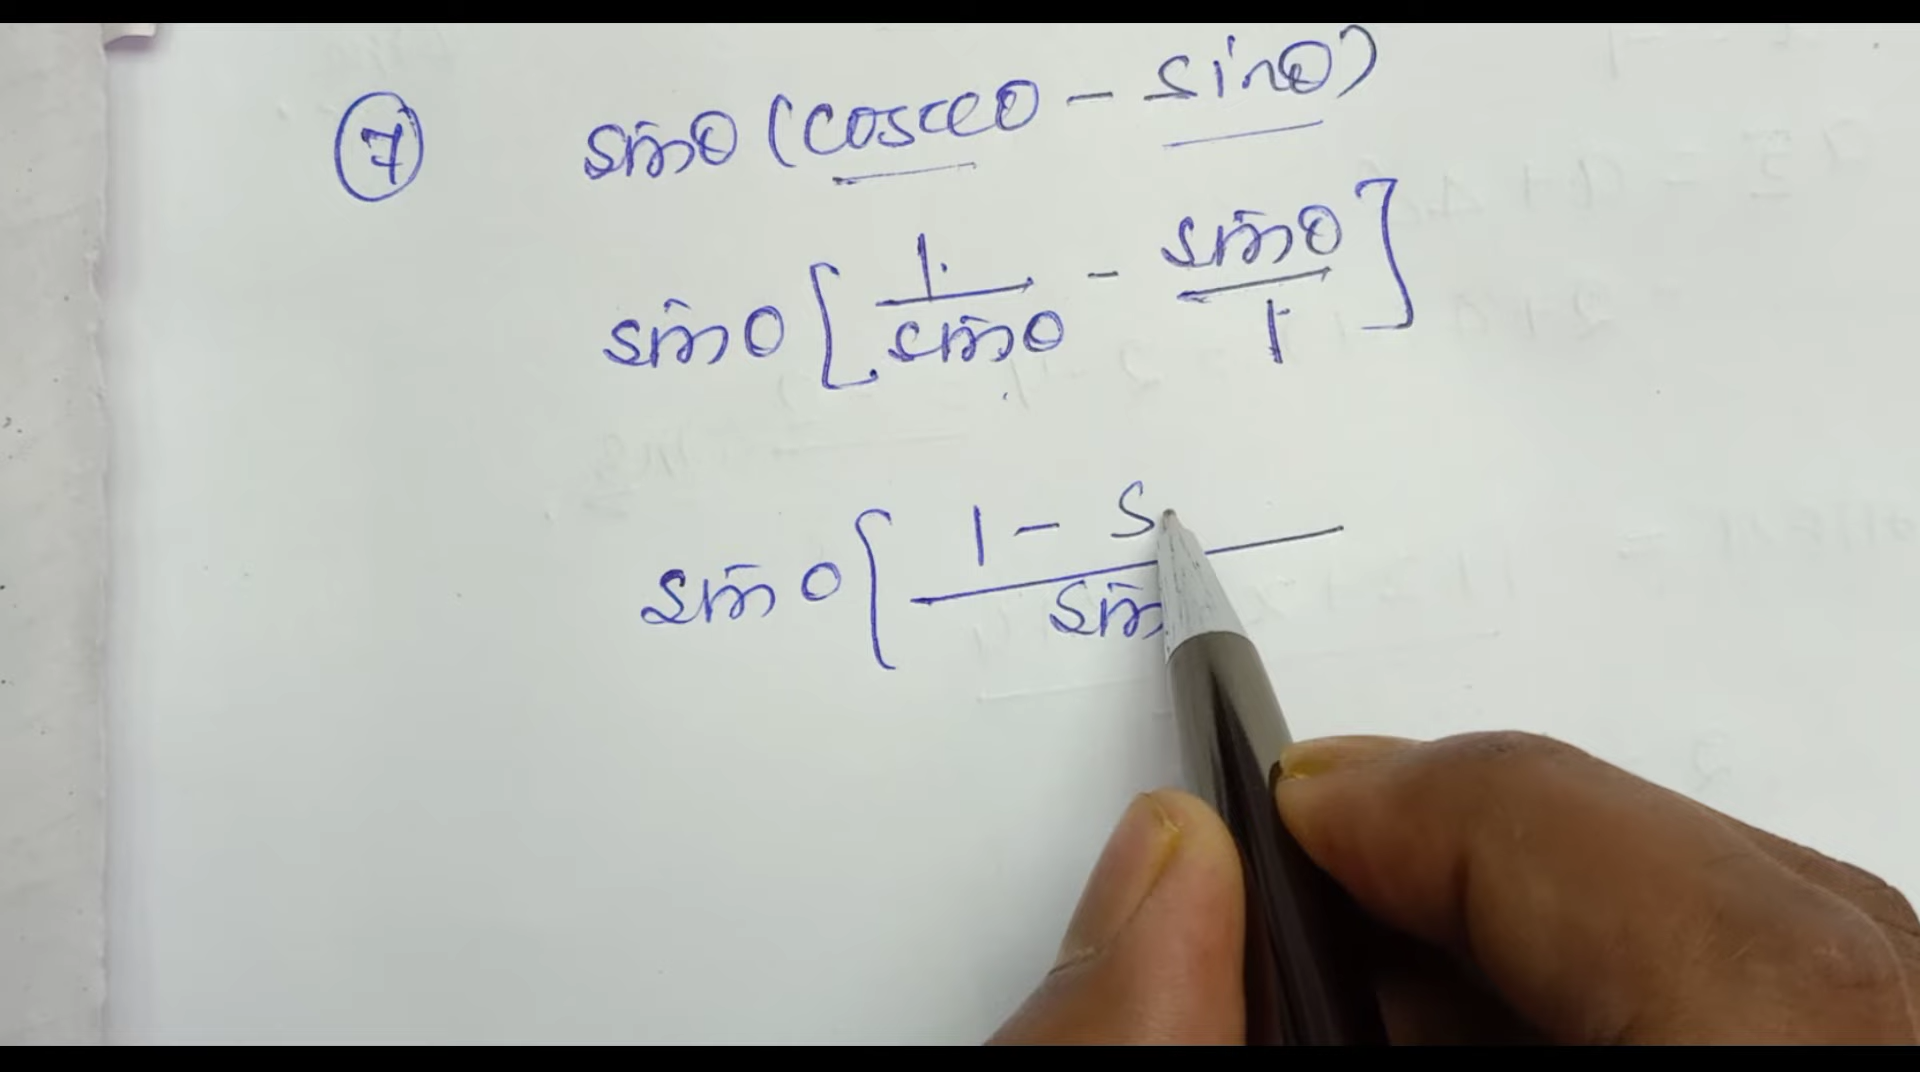 ⑦ sinθ (cosecθ - sinθ)
sinθ [ 1/sinθ - sinθ/1 ]
sinθ [ 1 - s / sin